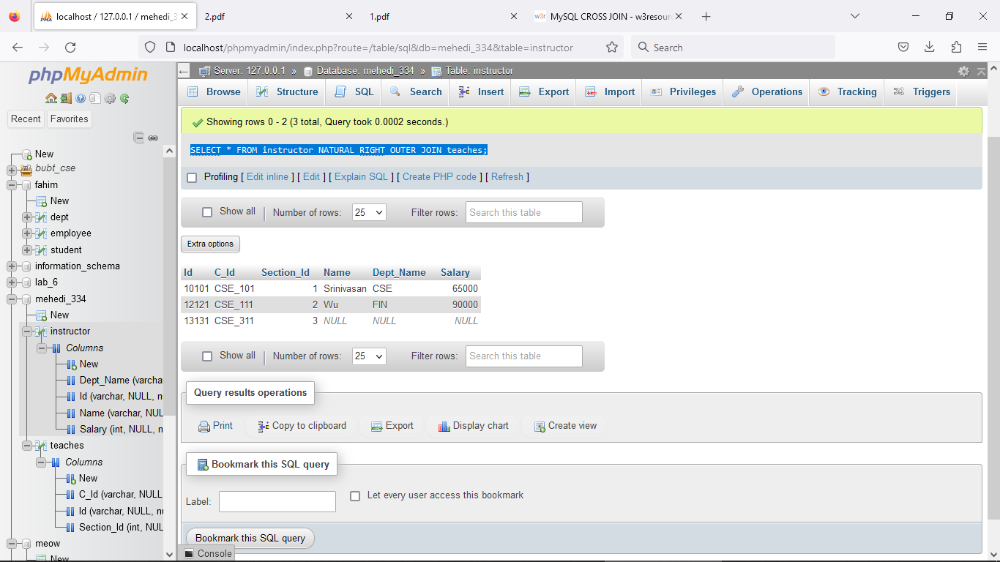 localhost / 127.0.0.1 / mehedi_3
2.pdf
1.pdf
MySQL CROSS JOIN - w3resour
localhost/phpmyadmin/index.php?route=/table/sql&db=mehedi_334&table=instructor
Search
phpMyAdmin
Recent
Favorites
New
bubt_cse
fahim
New
dept
employee
student
information_schema
lab_6
mehedi_334
New
instructor
Columns
New
Dept_Name (varcha
Id (varchar, NULL, n
Name (varchar, NUL
Salary (int, NULL, n
teaches
Columns
New
C_Id (varchar, NULL
Id (varchar, NULL, nu
Section_Id (int, NUL
meow
New
Server: 127.0.0.1 » Database: mehedi_334 » Table: instructor
Browse Structure SQL Search Insert Export Import Privileges Operations Tracking Triggers
Showing rows 0 - 2 (3 total, Query took 0.0002 seconds.)
SELECT * FROM instructor NATURAL RIGHT OUTER JOIN teaches;
Profiling [ Edit inline ] [ Edit ] [ Explain SQL ] [ Create PHP code ] [ Refresh ]
Show all Number of rows: 25 Filter rows: Search this table
Extra options
Id C_Id Section_Id Name Dept_Name Salary
10101 CSE_101 1 Srinivasan CSE 65000
12121 CSE_111 2 Wu FIN 90000
13131 CSE_311 3 NULL NULL NULL
Show all Number of rows: 25 Filter rows: Search this table
Query results operations
Print Copy to clipboard Export Display chart Create view
Bookmark this SQL query
Label: Let every user access this bookmark
Bookmark this SQL query
Console